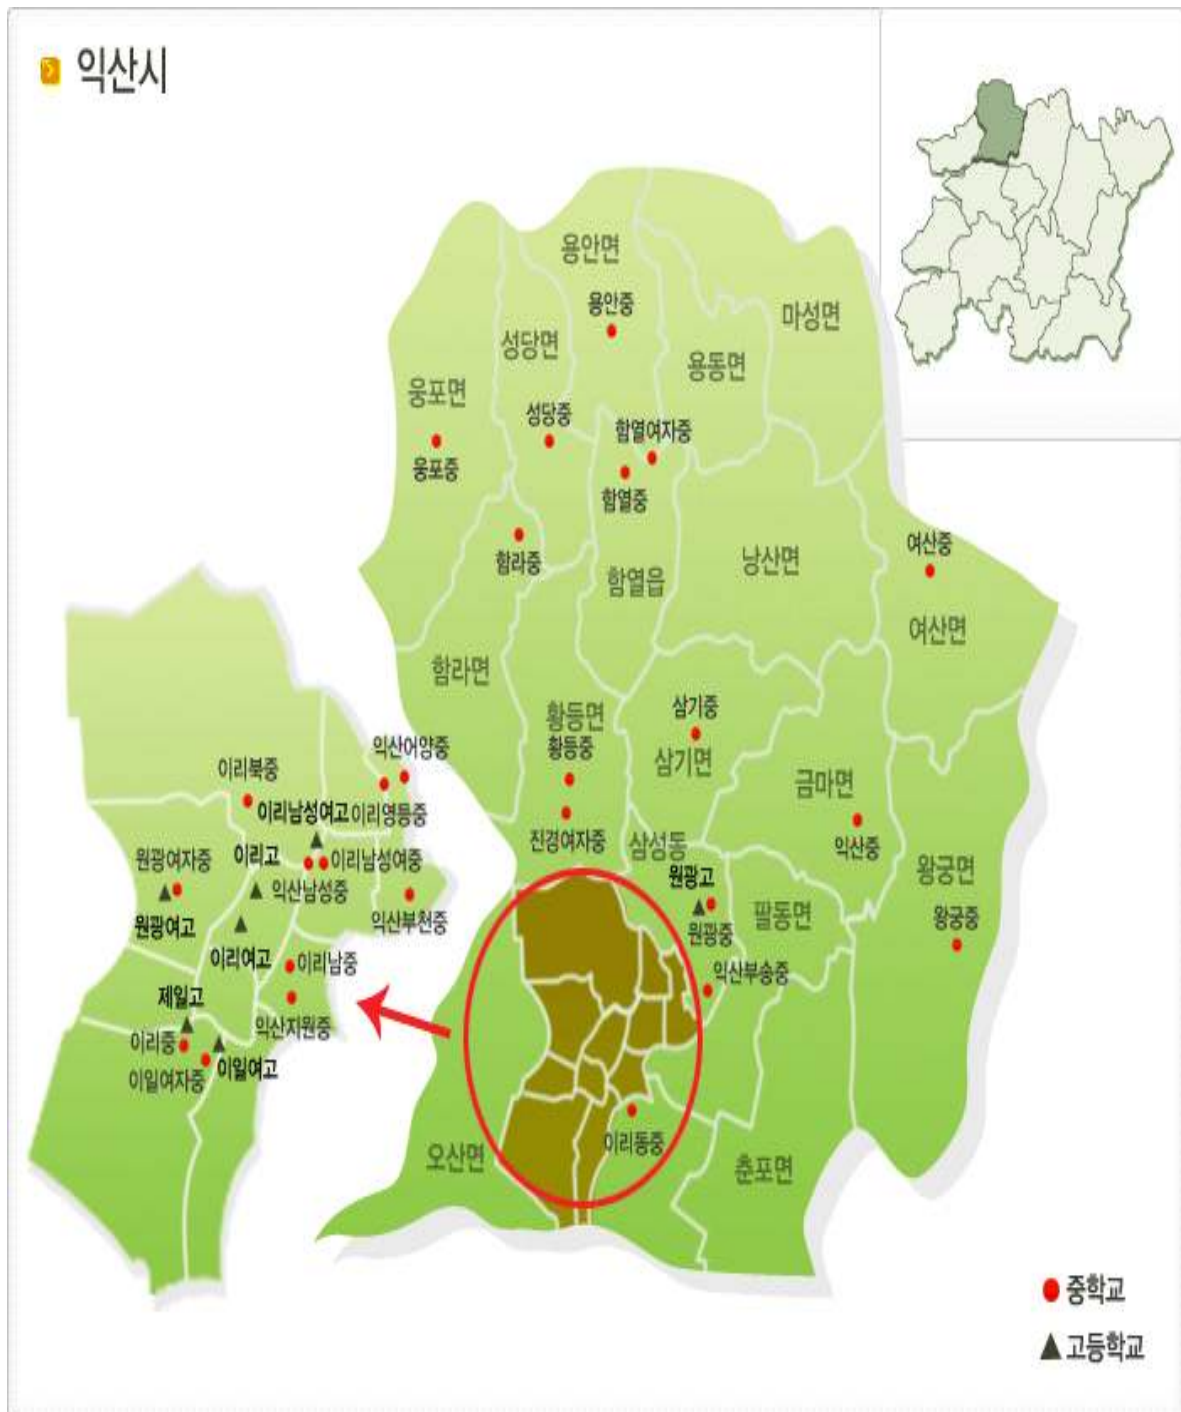 익산시
용안면
용안중
마성면
성당면
용동면
웅포면
성당중
함열여자중
웅포중
함열중
여산중
함라중
낭산면
함열읍
여산면
함라면
삼기중
황등면
황등중
익산어양중
삼기면
이리북중
금마면
이리남성여고
이리영등중
진경여자중
삼성동
익산중
원광여자중
이리고
이리남성여중
왕궁면
원광고
익산남성중
팔동면
원광여고
익산부천중
왕궁중
원광중
이리여고
이리남중
익산부송중
제일고
익산지원중
이리중
이일여고
이일여자중
이리동중
오산면
춘포면
중학교
고등학교